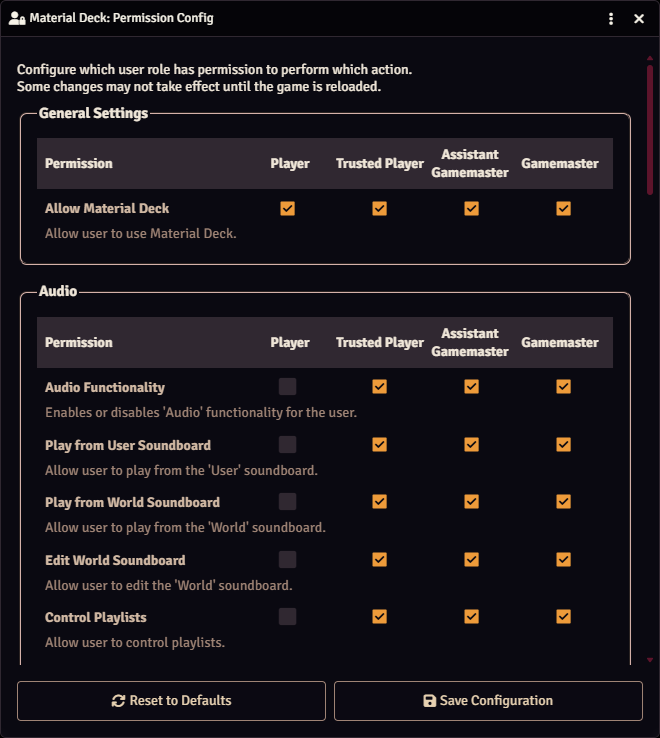 Material Deck: Permission Config
Configure which user role has permission to perform which action.
Some changes may not take effect until the game is reloaded.
General Settings
Permission Player Trusted Player Assistant Gamemaster Gamemaster
Allow Material Deck
Allow user to use Material Deck.
Audio
Permission Player Trusted Player Assistant Gamemaster Gamemaster
Audio Functionality
Enables or disables 'Audio' functionality for the user.
Play from User Soundboard
Allow user to play from the 'User' soundboard.
Play from World Soundboard
Allow user to play from the 'World' soundboard.
Edit World Soundboard
Allow user to edit the 'World' soundboard.
Control Playlists
Allow user to control playlists.
Reset to Defaults Save Configuration